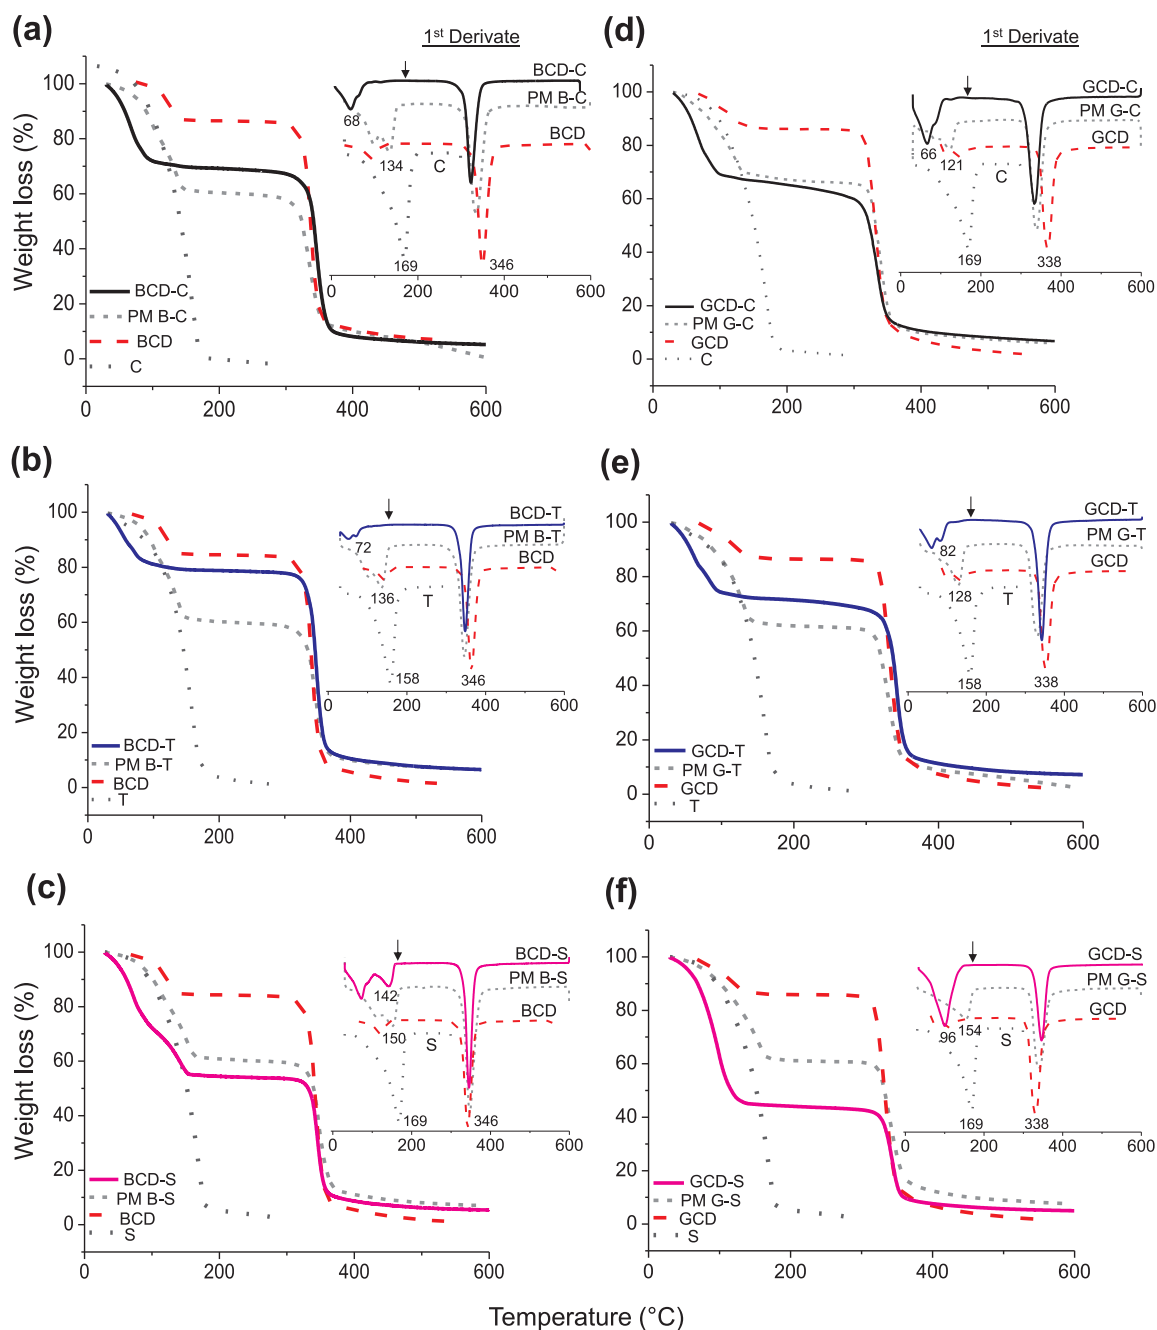 (a)
1st Derivate
BCD-C
PM B-C
BCD
C
68
134
169
346
0 200 400 600
Weight loss (%)
100
80
60
40
20
0
BCD-C
PM B-C
BCD
C
0 200 400 600
(d)
1st Derivate
GCD-C
PM G-C
GCD
C
66
121
169
338
0 200 400 600
100
80
60
40
20
0
GCD-C
PM G-C
GCD
C
0 200 400 600
(b)
BCD-T
PM B-T
BCD
T
72
136
158
346
0 200 400 600
Weight loss (%)
100
80
60
40
20
0
BCD-T
PM B-T
BCD
T
0 200 400 600
(e)
GCD-T
PM G-T
GCD
T
82
128
158
338
0 200 400 600
100
80
60
40
20
0
GCD-T
PM G-T
GCD
T
0 200 400 600
(c)
BCD-S
PM B-S
BCD
S
142
150
169
346
0 200 400 600
Weight loss (%)
100
80
60
40
20
0
BCD-S
PM B-S
BCD
S
0 200 400 600
(f)
GCD-S
PM G-S
GCD
S
96
154
169
338
0 200 400 600
100
80
60
40
20
0
GCD-S
PM G-S
GCD
S
0 200 400 600
Temperature (°C)